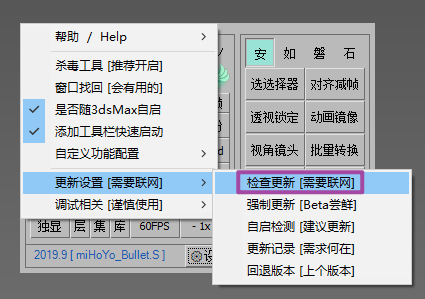 帮助 / Help
杀毒工具 [推荐开启]
窗口找回 [会有用的]
是否随3dsMax自启
添加工具栏快速启动
自定义功能配置
更新设置 [需要联网]
调试相关 [谨慎使用]
安 如 磐 石
选选择器 对齐减帧
透视锁定 动画镜像
视角镜头 批量转换
检查更新 [需要联网]
强制更新 [Beta尝鲜]
自启检测 [建议更新]
更新记录 [需求何在]
回退版本 [上个版本]
独显 层 集 库 60FPS - 1x
2019.9 [ miHoYo_Bullet.S ]